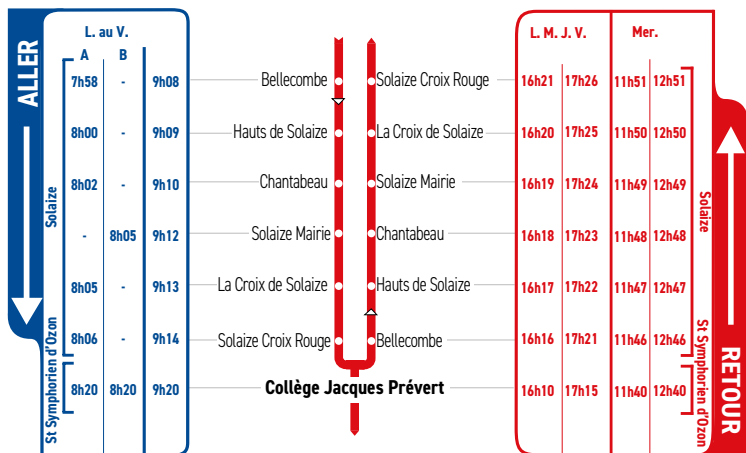 ALLER
L. au V.
A B
7h58 - 9h08 Bellecombe Solaize Croix Rouge 16h21 17h26 11h51 12h51
8h00 - 9h09 Hauts de Solaize La Croix de Solaize 16h20 17h25 11h50 12h50
8h02 - 9h10 Chantabeau Solaize Mairie 16h19 17h24 11h49 12h49
- 8h05 9h12 Solaize Mairie Chantabeau 16h18 17h23 11h48 12h48
8h05 - 9h13 La Croix de Solaize Hauts de Solaize 16h17 17h22 11h47 12h47
8h06 - 9h14 Solaize Croix Rouge Bellecombe 16h16 17h21 11h46 12h46
8h20 8h20 9h20 Collège Jacques Prévert 16h10 17h15 11h40 12h40
Solaize
St Symphorien d'Ozon
L. M. J. V. Mer.
Solaize
St Symphorien d'Ozon
RETOUR